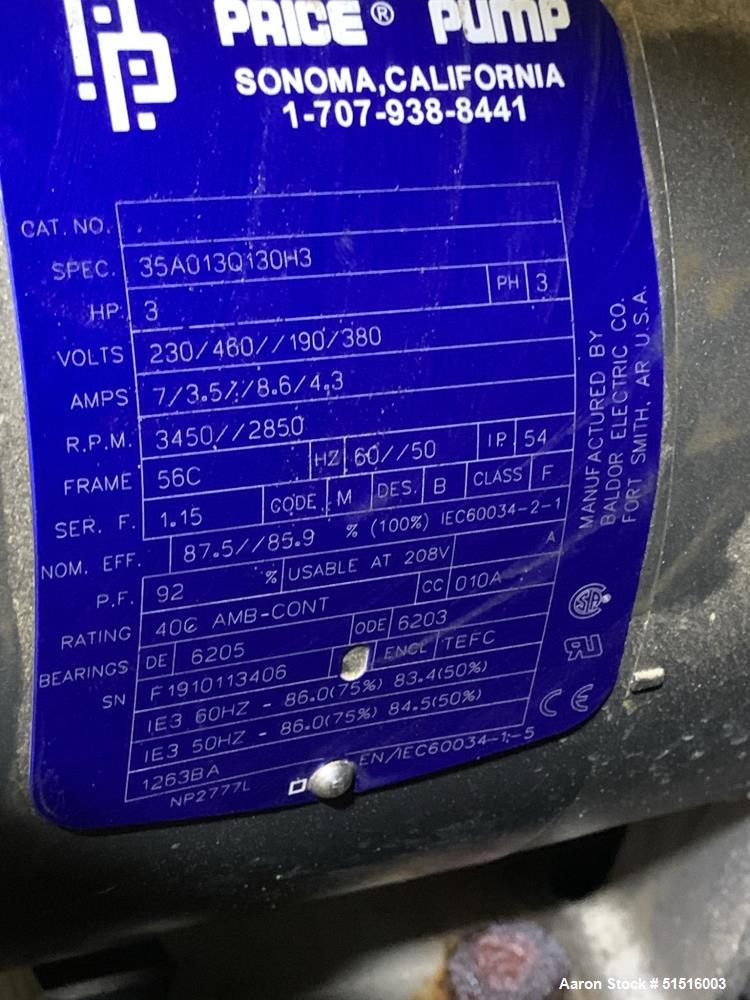 PRICE® PUMP
SONOMA,CALIFORNIA
1-707-938-8441
CAT. NO.
SPEC. 35A013Q130H3
HP 3 PH 3
VOLTS 230/460//190/380
AMPS 7/3.5//8.6/4.3
R.P.M. 3450//2850
FRAME 56C HZ 60//50 IP 54
SER. F. 1.15 CODE M DES. B CLASS F
NOM. EFF. 87.5//85.9 % (100%) IEC60034-2-1
P.F. 92 % USABLE AT 208V A
RATING 40C AMB-CONT CC 010A
BEARINGS DE 6205 ODE 6203
SN F1910113406 ENCL TEFC
IE3 60HZ - 86.0(75%) 83.4(50%)
IE3 50HZ - 86.0(75%) 84.5(50%)
1263BA EN/IEC60034-1;-5
NP2777L
MANUFACTURED BY
BALDOR ELECTRIC CO.
FORT SMITH, AR U.S.A.
CE
Aaron Stock # 51516003